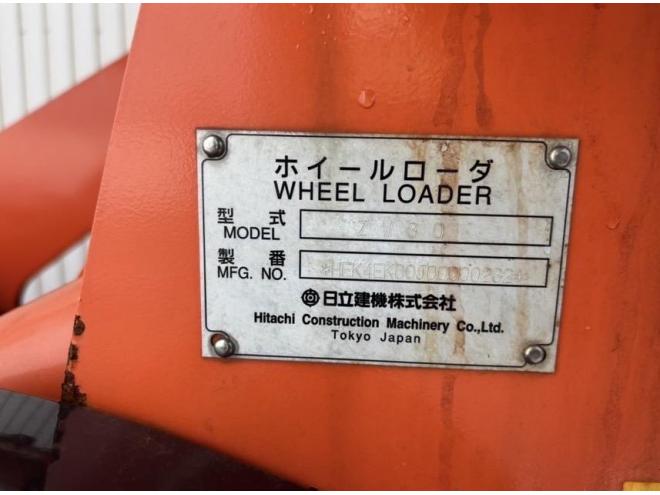 ホイールローダ
WHEEL LOADER
型 式
MODEL
製 番
MFG. NO.
日立建機株式会社
Hitachi Construction Machinery Co.,Ltd.
Tokyo Japan